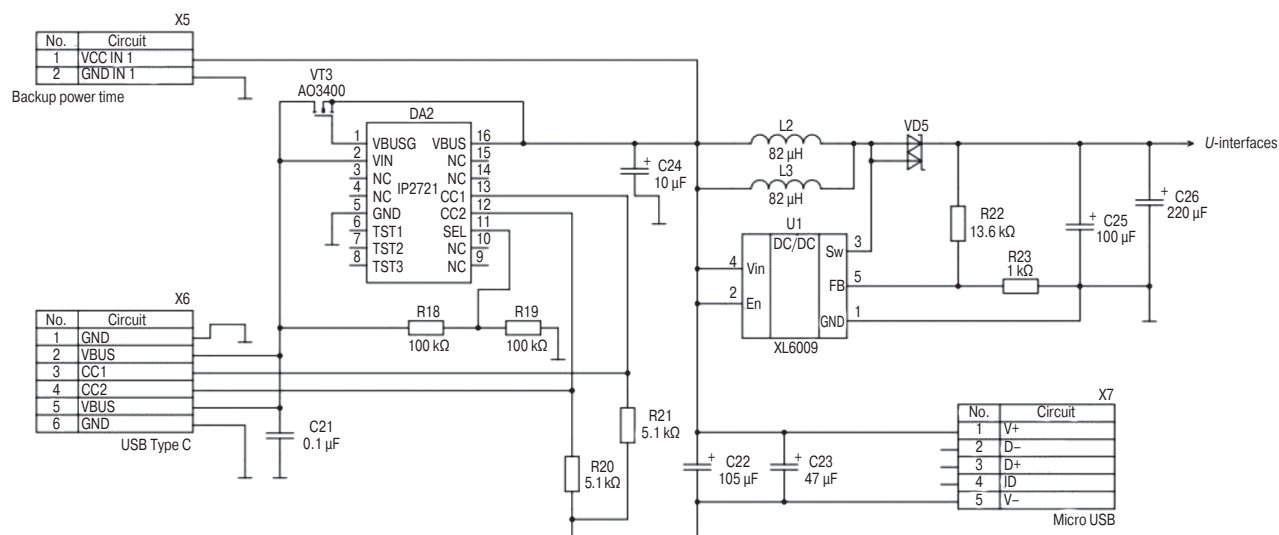 X5
No. Circuit
1 VCC IN 1
2 GND IN 1
Backup power time
VT3
AO3400
DA2
1 VBUSG VBUS 16
2 VIN NC 15
3 NC NC 14
4 NC IP2721 CC1 13
5 GND CC2 12
6 TST1 SEL 11
7 TST2 NC 10
8 TST3 NC 9
+ C24
10 µF
L2
82 µH
L3
82 µH
VD5
U-interfaces
U1
DC/DC
4 Vin Sw 3
2 En FB 5
GND 1
XL6009
R22
13.6 kΩ
R23
1 kΩ
+ C25
100 µF
+ C26
220 µF
R18
100 kΩ
R19
100 kΩ
X6
No. Circuit
1 GND
2 VBUS
3 CC1
4 CC2
5 VBUS
6 GND
USB Type C
C21
0.1 µF
R21
5.1 kΩ
R20
5.1 kΩ
+ C22
105 µF
+ C23
47 µF
X7
No. Circuit
1 V+
2 D−
3 D+
4 ID
5 V−
Micro USB